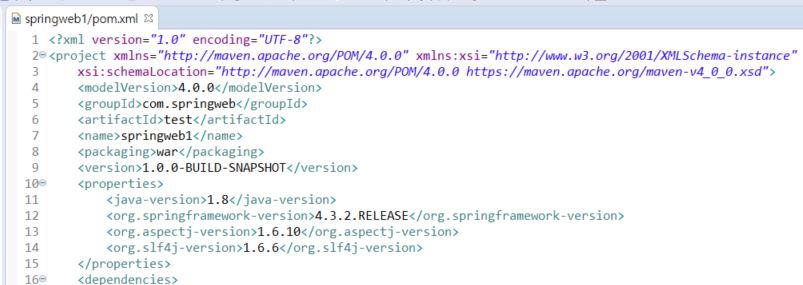 springweb1/pom.xml
1 <?xml version="1.0" encoding="UTF-8"?>
2 <project xmlns="http://maven.apache.org/POM/4.0.0" xmlns:xsi="http://www.w3.org/2001/XMLSchema-instance"
3 xsi:schemaLocation="http://maven.apache.org/POM/4.0.0 https://maven.apache.org/maven-v4_0_0.xsd">
4 <modelVersion>4.0.0</modelVersion>
5 <groupId>com.springweb</groupId>
6 <artifactId>test</artifactId>
7 <name>springweb1</name>
8 <packaging>war</packaging>
9 <version>1.0.0-BUILD-SNAPSHOT</version>
10 <properties>
11 <java-version>1.8</java-version>
12 <org.springframework-version>4.3.2.RELEASE</org.springframework-version>
13 <org.aspectj-version>1.6.10</org.aspectj-version>
14 <org.slf4j-version>1.6.6</org.slf4j-version>
15 </properties>
16 <dependencies>